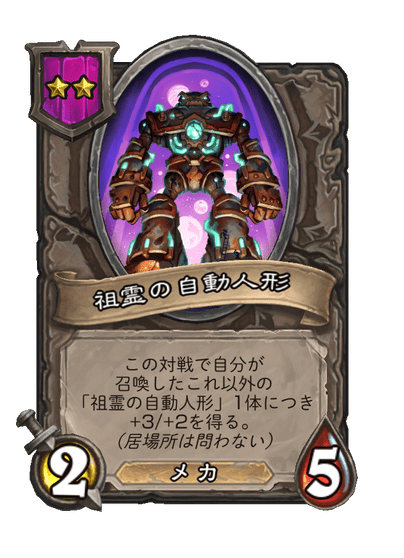 祖霊の自動人形
この対戦で自分が
召喚したこれ以外の
「祖霊の自動人形」1体につき
+3/+2を得る。
(居場所は問わない)
2
メカ
5